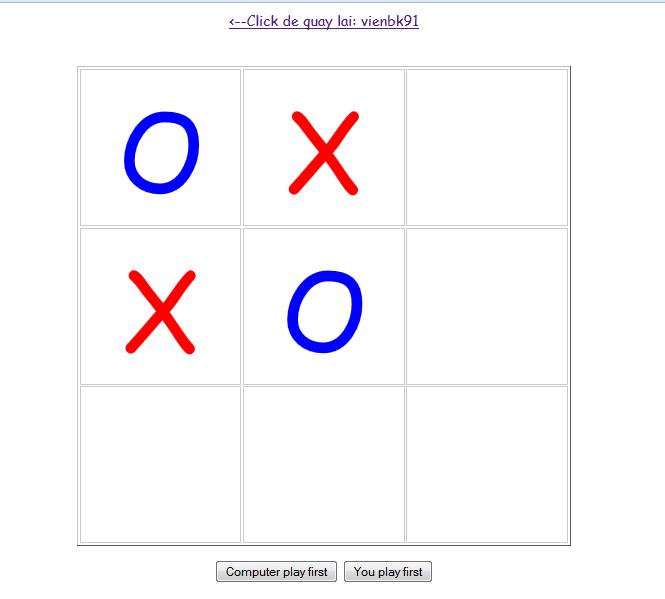 <--Click de quay lai: vienbk91
O X
X O
Computer play first You play first